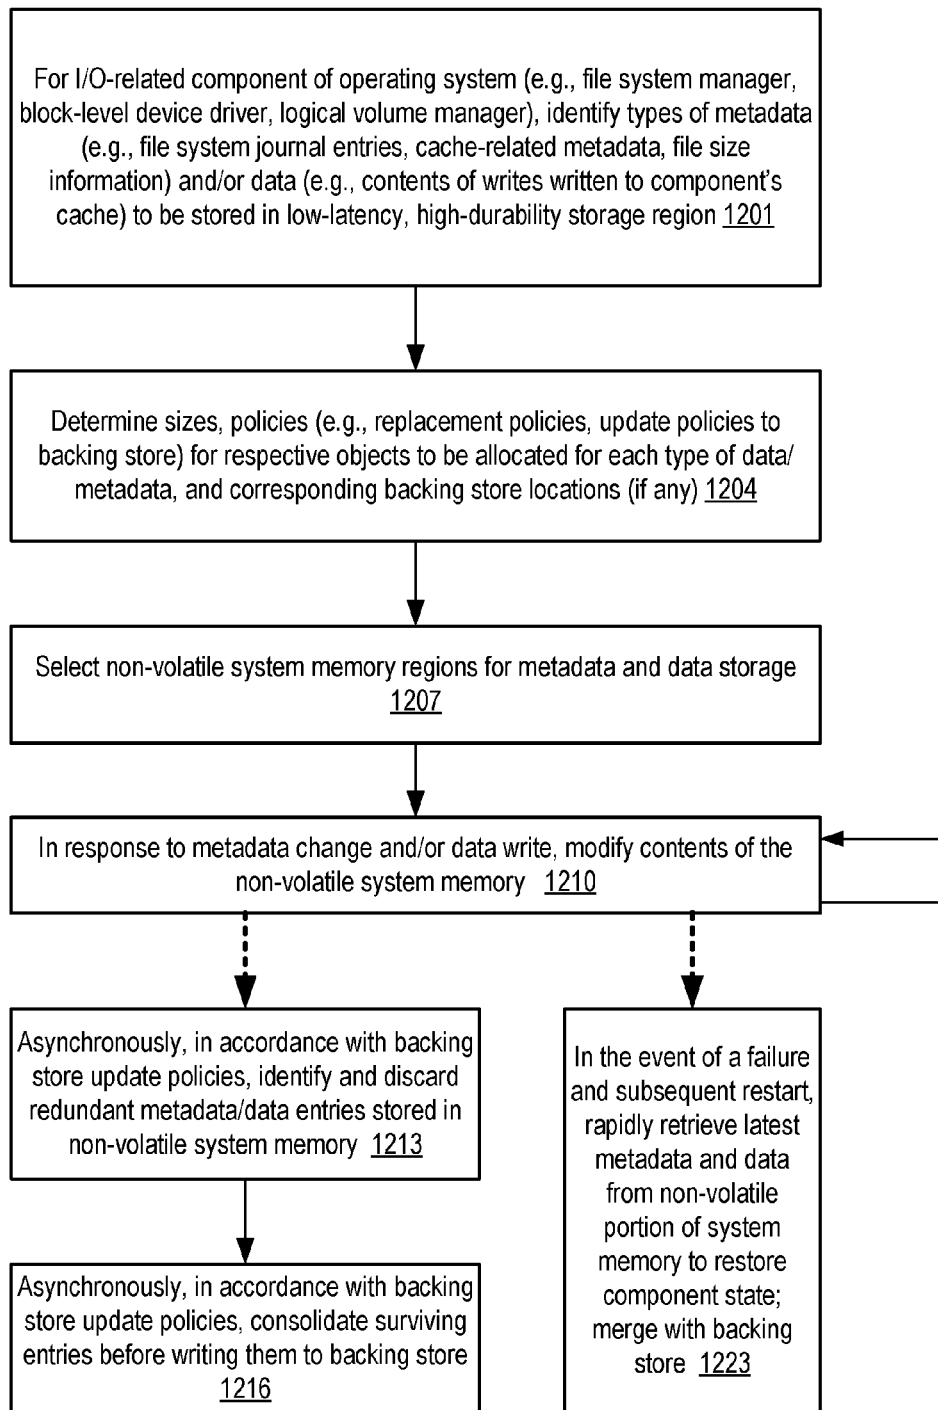 For I/O-related component of operating system (e.g., file system manager,
block-level device driver, logical volume manager), identify types of metadata
(e.g., file system journal entries, cache-related metadata, file size
information) and/or data (e.g., contents of writes written to component's
cache) to be stored in low-latency, high-durability storage region 1201
Determine sizes, policies (e.g., replacement policies, update policies to
backing store) for respective objects to be allocated for each type of data/
metadata, and corresponding backing store locations (if any) 1204
Select non-volatile system memory regions for metadata and data storage
1207
In response to metadata change and/or data write, modify contents of the
non-volatile system memory 1210
Asynchronously, in accordance with backing
store update policies, identify and discard
redundant metadata/data entries stored in
non-volatile system memory 1213
Asynchronously, in accordance with backing
store update policies, consolidate surviving
entries before writing them to backing store
1216
In the event of a failure
and subsequent restart,
rapidly retrieve latest
metadata and data
from non-volatile
portion of system
memory to restore
component state;
merge with backing
store 1223